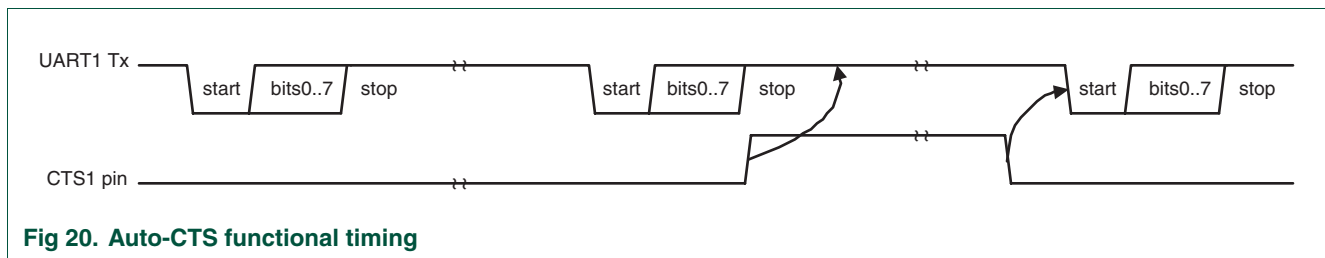 UART1 Tx
start bits0..7 stop start bits0..7 stop start bits0..7 stop
CTS1 pin
Fig 20. Auto-CTS functional timing